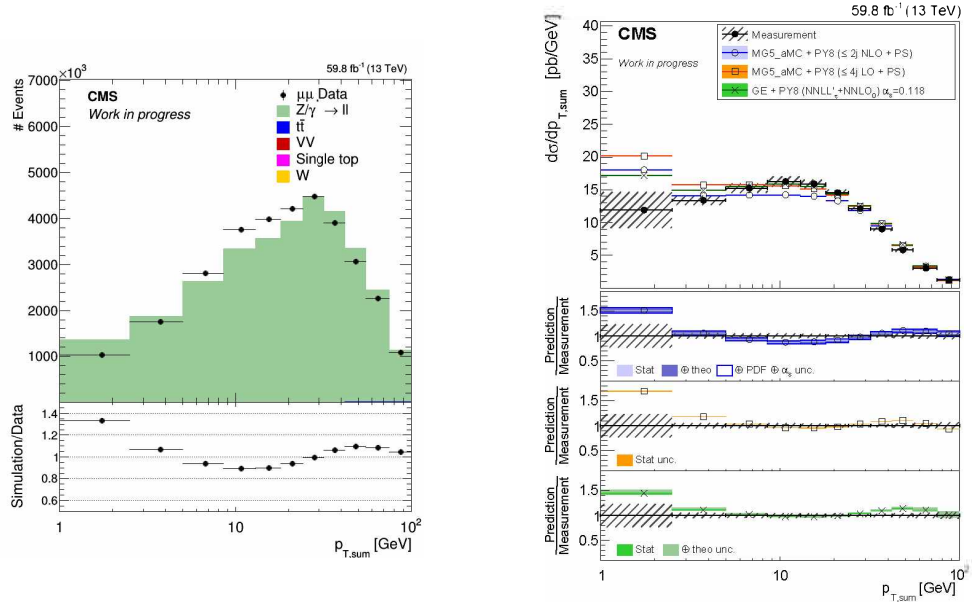 59.8 fb⁻¹ (13 TeV)
×10³
7000
6000
5000
4000
3000
2000
1000
# Events
CMS
Work in progress
μμ Data
Z/γ → ll
tt̄
VV
Single top
W
Simulation/Data
1.4
1.2
1
0.8
0.6
1 10 10²
p_T,sum [GeV]
59.8 fb⁻¹ (13 TeV)
dσ/dp_T,sum [pb/GeV]
40
35
30
25
20
15
10
5
CMS
Work in progress
Measurement
MG5_aMC + PY8 (≤ 2j NLO + PS)
MG5_aMC + PY8 (≤ 4j LO + PS)
GE + PY8 (NNLL'+NNLO₀) α_s=0.118
Prediction
Measurement
1.5
1
0.5
Stat ⊕ theo ⊕ PDF ⊕ α_s unc.
Prediction
Measurement
1.5
1
0.5
Stat unc.
Prediction
Measurement
1.5
1
0.5
Stat ⊕ theo unc.
1 10
p_T,sum [GeV]